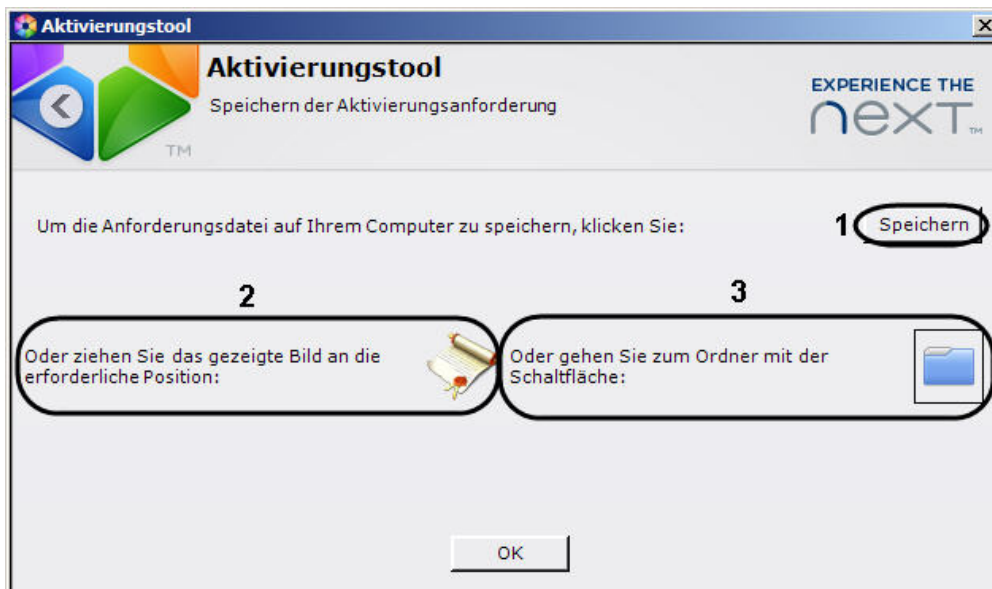 Aktivierungstool
Aktivierungstool
Speichern der Aktivierungsanforderung
EXPERIENCE THE
next™
TM
Um die Anforderungsdatei auf Ihrem Computer zu speichern, klicken Sie:
1
Speichern
2
3
Oder ziehen Sie das gezeigte Bild an die
erforderliche Position:
Oder gehen Sie zum Ordner mit der
Schaltfläche:
OK